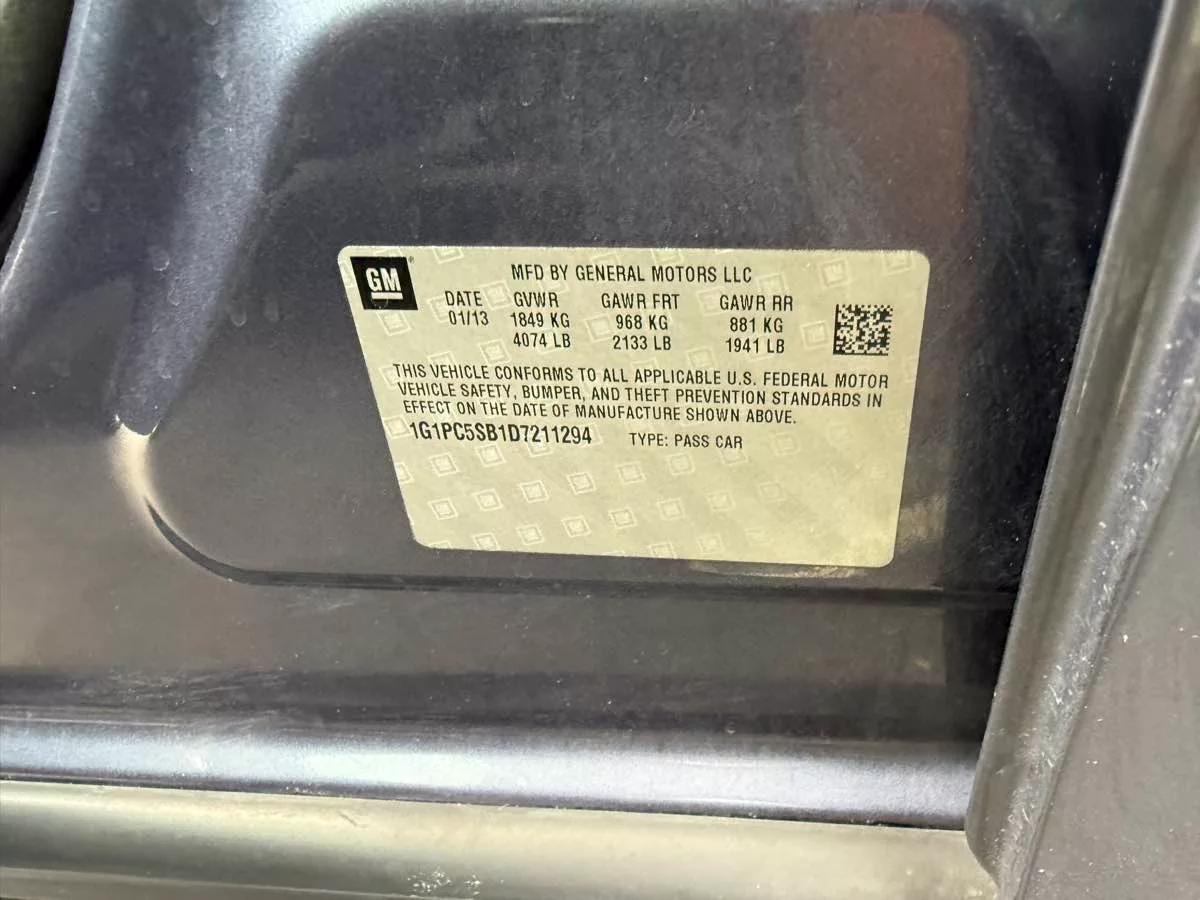 GM
MFD BY GENERAL MOTORS LLC
DATE GVWR GAWR FRT GAWR RR
01/13 1849 KG 968 KG 881 KG
4074 LB 2133 LB 1941 LB
THIS VEHICLE CONFORMS TO ALL APPLICABLE U.S. FEDERAL MOTOR
VEHICLE SAFETY, BUMPER, AND THEFT PREVENTION STANDARDS IN
EFFECT ON THE DATE OF MANUFACTURE SHOWN ABOVE.
1G1PC5SB1D7211294 TYPE: PASS CAR